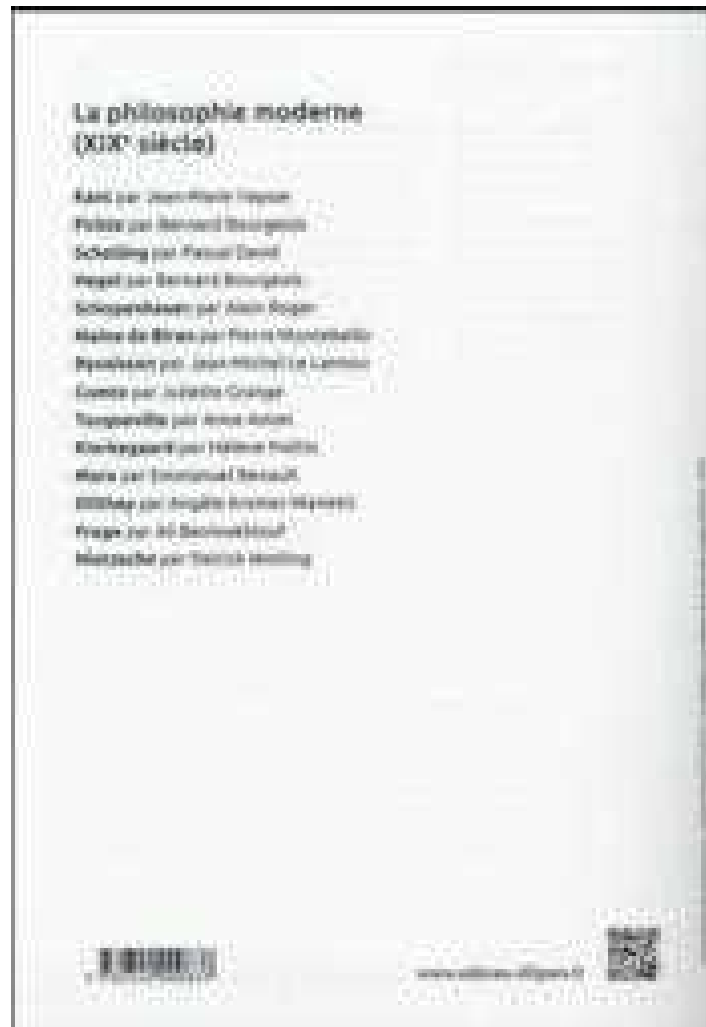 La philosophie moderne
(XIXᵉ siècle)
Kant par Jean-Marie Vaysse
Fichte par Bernard Bourgeois
Schelling par Pascal David
Hegel par Bernard Bourgeois
Schopenhauer par Alain Roger
Maine de Biran par Pierre Montebello
Ravaisson par Jean-Michel Le Lannou
Comte par Juliette Grange
Tocqueville par Anne Amiel
Kierkegaard par Hélène Politis
Marx par Emmanuel Renault
Dilthey par Angèle Kremer Marietti
Frege par Ali Benmakhlouf
Nietzsche par Patrick Wotling
www.editions-ellipses.fr